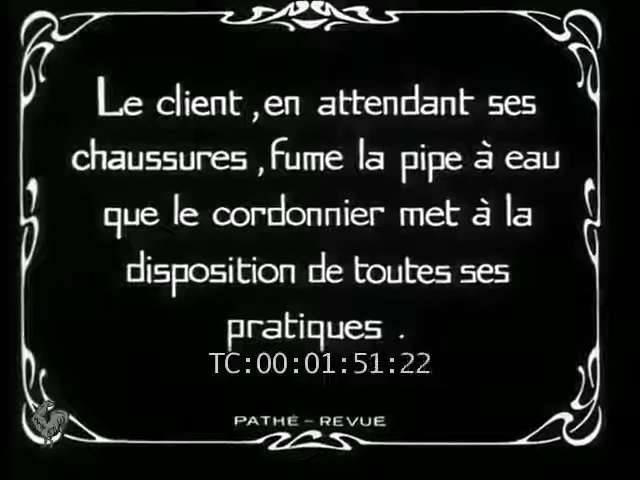 Le client, en attendant ses
chaussures, fume la pipe à eau
que le cordonnier met à la
disposition de toutes ses
pratiques.
TC:00:01:51:22
PATHÉ-REVUE